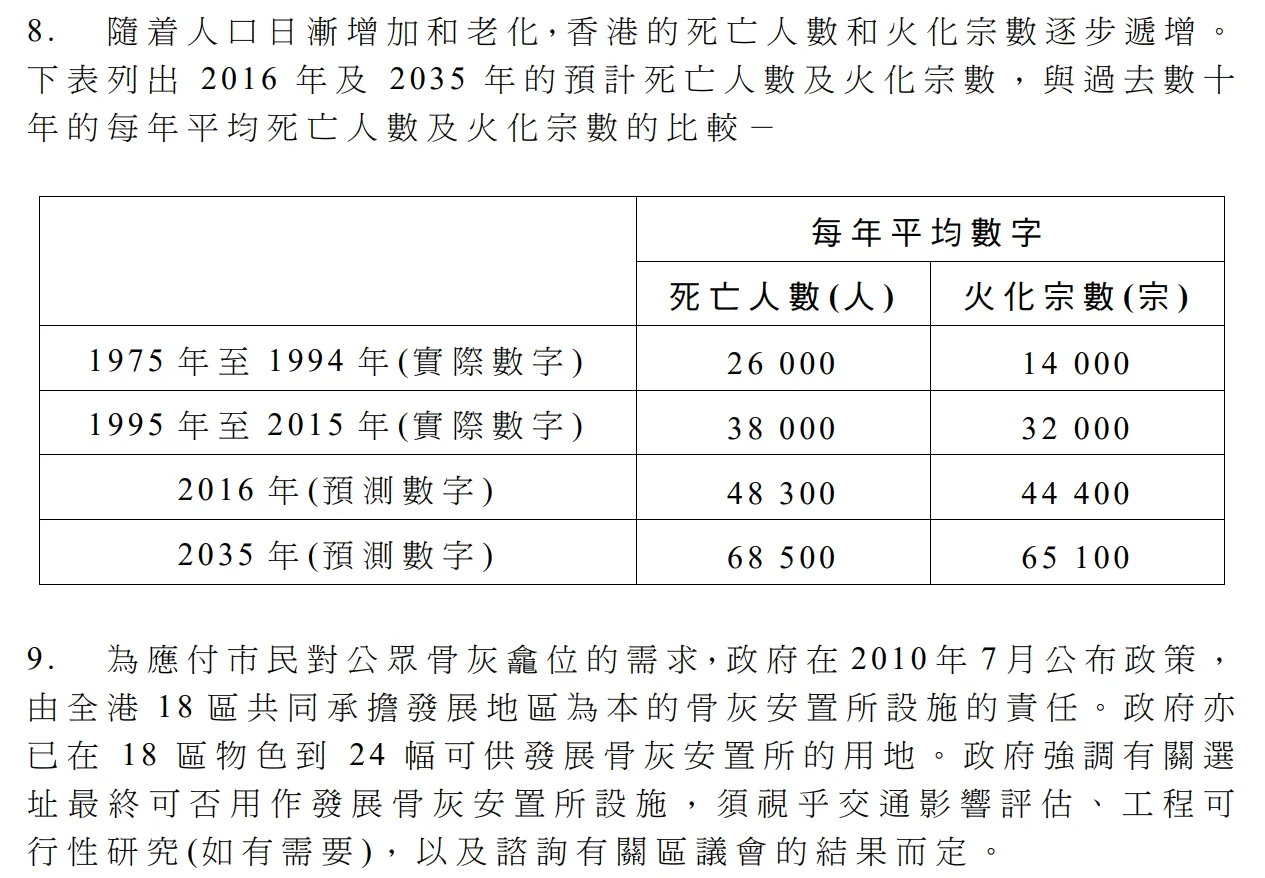 8. 隨着人口日漸增加和老化,香港的死亡人數和火化宗數逐步遞增。
下表列出 2016 年及 2035 年的預計死亡人數及火化宗數，與過去數十
年的每年平均死亡人數及火化宗數的比較－
每年平均數字
死亡人數(人) 火化宗數(宗)
1975 年至 1994 年(實際數字) 26 000 14 000
1995 年至 2015 年(實際數字) 38 000 32 000
2016 年(預測數字) 48 300 44 400
2035 年(預測數字) 68 500 65 100
9. 為應付市民對公眾骨灰龕位的需求,政府在 2010 年 7 月公布政策，
由全港 18 區共同承擔發展地區為本的骨灰安置所設施的責任。政府亦
已在 18 區物色到 24 幅可供發展骨灰安置所的用地。政府強調有關選
址最終可否用作發展骨灰安置所設施，須視乎交通影響評估、工程可
行性研究(如有需要)，以及諮詢有關區議會的結果而定。